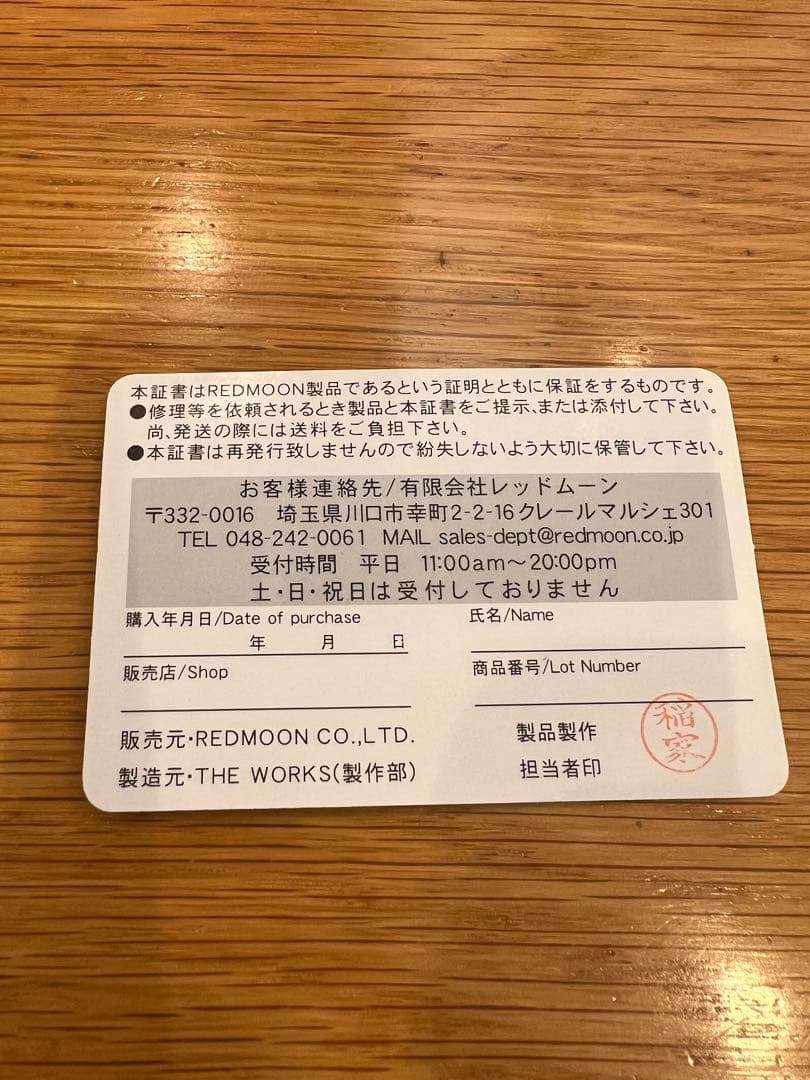 本証書はREDMOON製品であるという証明とともに保証をするものです。
●修理等を依頼されるとき製品と本証書をご提示、または添付して下さい。
尚、発送の際には送料をご負担下さい。
●本証書は再発行致しませんので紛失しないよう大切に保管して下さい。
お客様連絡先/有限会社レッドムーン
〒332-0016 埼玉県川口市幸町2-2-16クレールマルシェ301
TEL 048-242-0061 MAIL sales-dept@redmoon.co.jp
受付時間 平日 11:00am～20:00pm
土・日・祝日は受付しておりません
購入年月日/Date of purchase
年 月 日
氏名/Name
販売店/Shop
商品番号/Lot Number
販売元・REDMOON CO.,LTD.
製造元・THE WORKS(製作部)
製品製作
担当者印
稲家